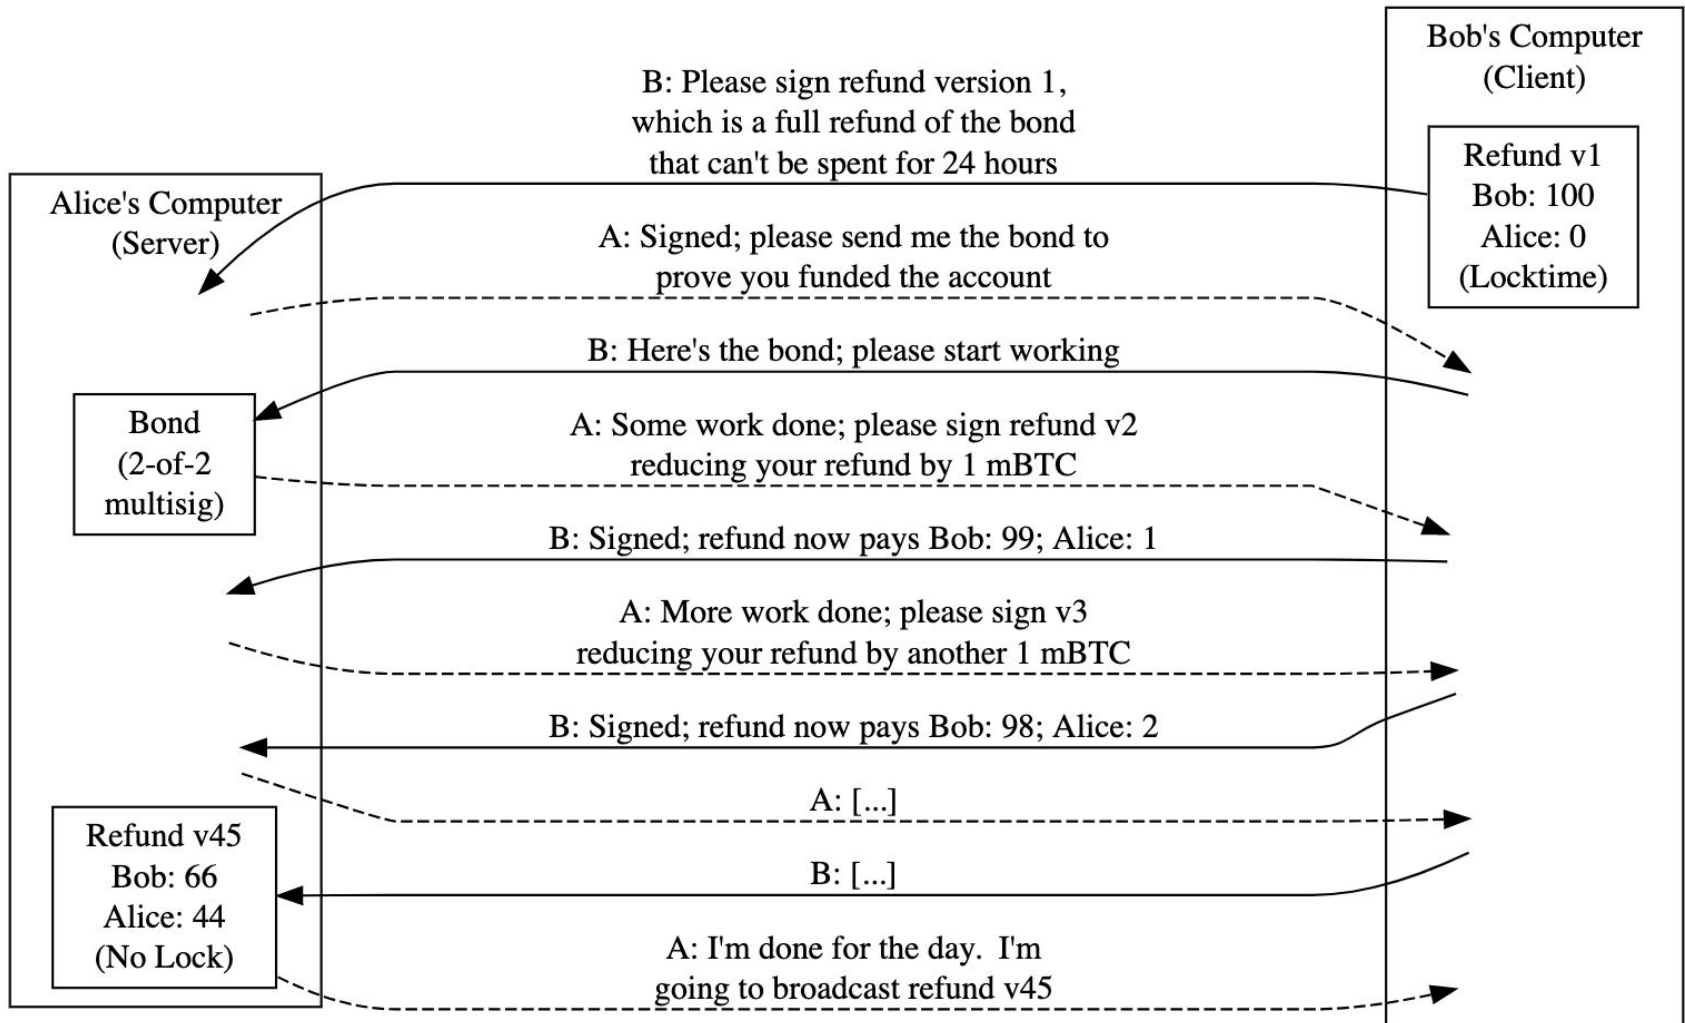 Bob's Computer
(Client)
B: Please sign refund version 1,
which is a full refund of the bond
that can't be spent for 24 hours
Refund v1
Bob: 100
Alice: 0
(Locktime)
Alice's Computer
(Server)
A: Signed; please send me the bond to
prove you funded the account
B: Here's the bond; please start working
Bond
(2-of-2
multisig)
A: Some work done; please sign refund v2
reducing your refund by 1 mBTC
B: Signed; refund now pays Bob: 99; Alice: 1
A: More work done; please sign v3
reducing your refund by another 1 mBTC
B: Signed; refund now pays Bob: 98; Alice: 2
A: [...]
Refund v45
Bob: 66
Alice: 44
(No Lock)
B: [...]
A: I'm done for the day. I'm
going to broadcast refund v45